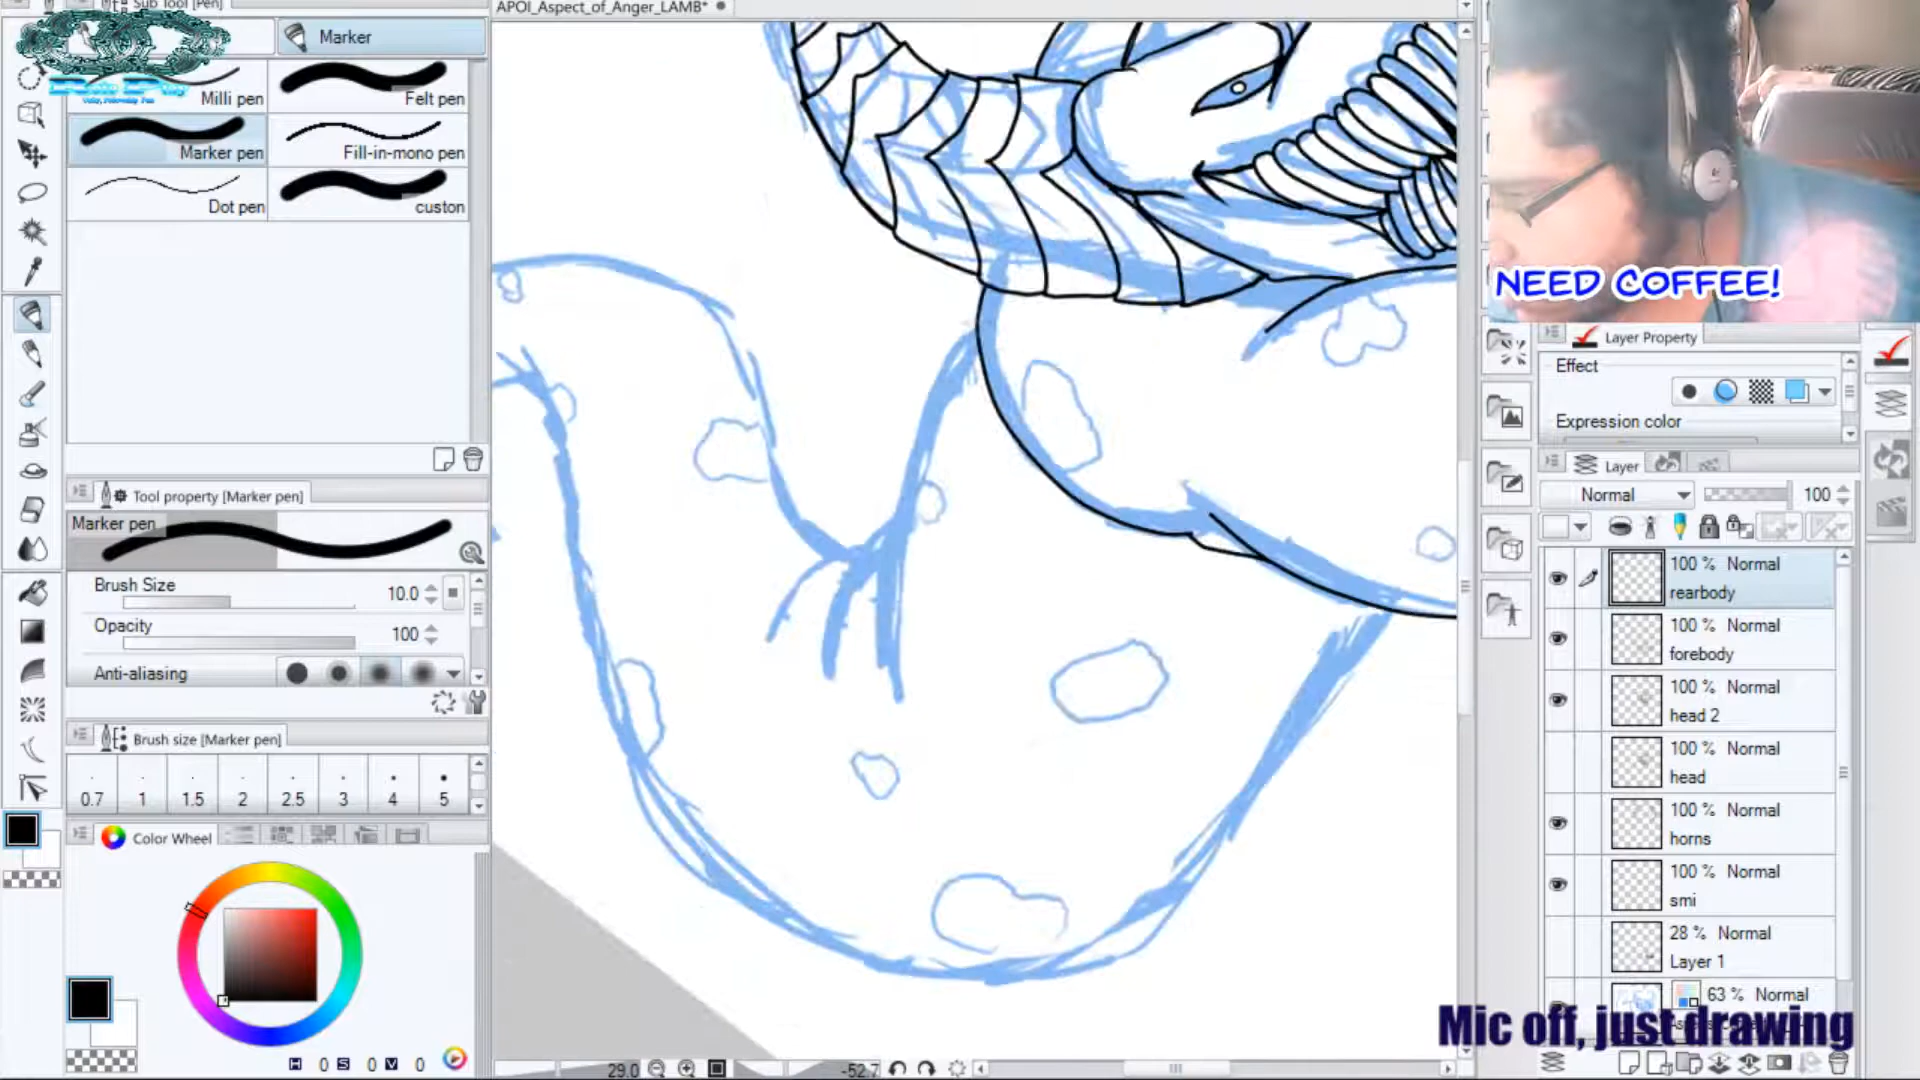 Sub Tool [Pen]
APOI_Aspect_of_Anger_LAMB*
Marker
Milli pen
Felt pen
Marker pen
Fill-in-mono pen
Dot pen
custon
NEED COFFEE!
Tool property [Marker pen]
Marker pen
Brush Size
10.0
Opacity
100
Anti-aliasing
Brush size [Marker pen]
0.7 1 1.5 2 2.5 3 4 5
Color Wheel
H 0 S 0 V 0
29.0
-52.7
Layer Property
Effect
Expression color
Layer
Normal
100
100 % Normal
rearbody
100 % Normal
forebody
100 % Normal
head 2
100 % Normal
head
100 % Normal
horns
100 % Normal
smi
28 % Normal
Layer 1
63 % Normal
Mic off, just drawing